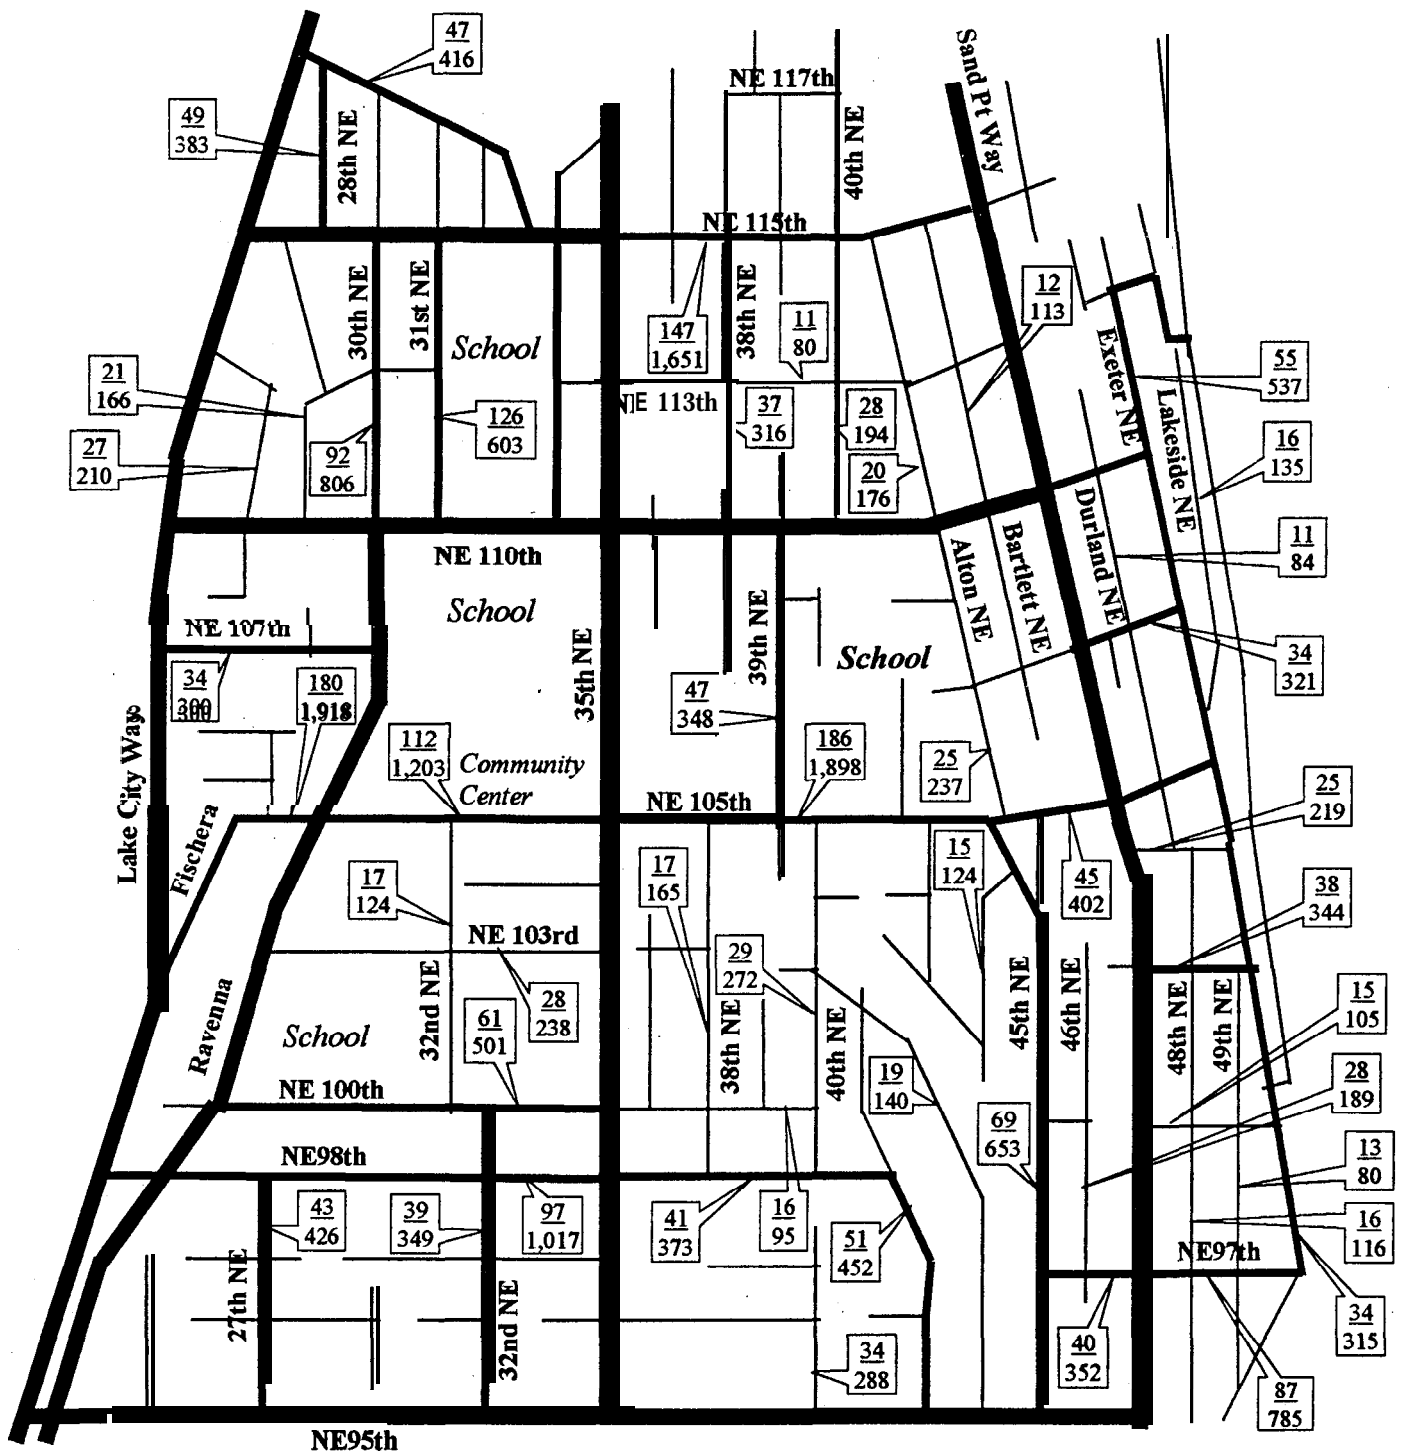 47
416
49
383
28th NE
NE 117th
40th NE
Sand Pt Way
NE 115th
30th NE
31st NE
School
147
1,651
38th NE
11
80
12
113
Exeter NE
55
537
21
166
27
210
92
806
126
603
NE 113th
37
316
28
194
20
176
Lakeside NE
16
135
NE 110th
School
Alton NE
Bartlett NE
Durland NE
11
84
NE 107th
34
300
180
1,918
35th NE
39th NE
School
47
348
34
321
Lake City Way
112
1,203
Community
Center
NE 105th
186
1,898
25
237
25
219
Fischera
17
124
17
165
15
124
45
402
38
344
NE 103rd
32nd NE
28
238
29
272
Ravenna
School
61
501
38th NE
40th NE
45th NE
46th NE
48th NE
49th NE
15
105
NE 100th
19
140
28
189
NE98th
69
653
13
80
43
426
39
349
97
1,017
41
373
16
95
51
452
16
116
NE97th
27th NE
32nd NE
34
288
40
352
34
315
87
785
NE95th